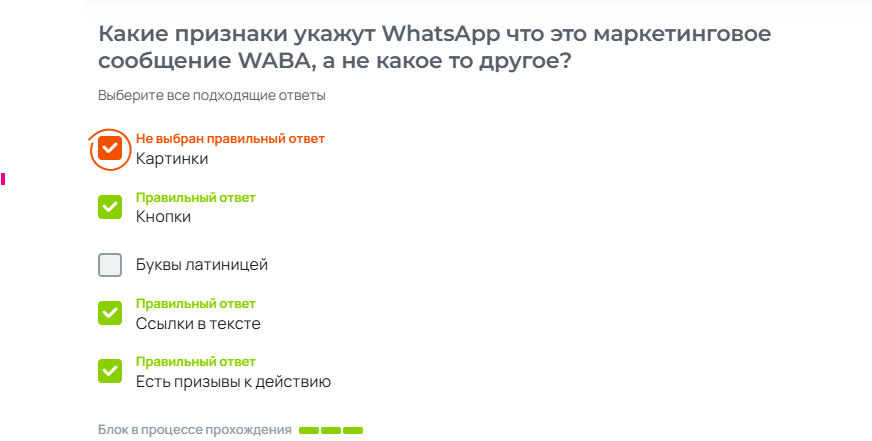 Какие признаки укажут WhatsApp что это маркетинговое
сообщение WABA, а не какое то другое?
Выберите все подходящие ответы
Не выбран правильный ответ
Картинки
Правильный ответ
Кнопки
Буквы латиницей
Правильный ответ
Ссылки в тексте
Правильный ответ
Есть призывы к действию
Блок в процессе прохождения